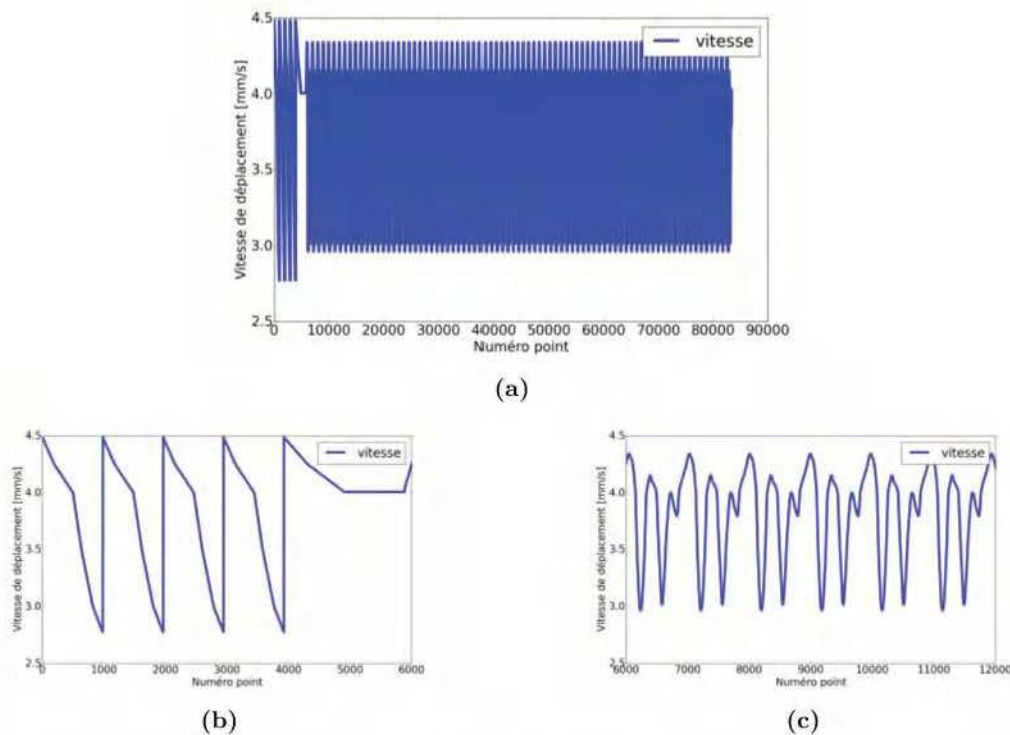 4.5
vitesse
4.0
3.5
3.0
2.5
Vitesse de déplacement [mm/s]
0 10000 20000 30000 40000 50000 60000 70000 80000 90000
Numéro point
(a)
4.5
vitesse
4.0
3.5
3.0
2.5
Vitesse de déplacement [mm/s]
0 1000 2000 3000 4000 5000 6000
Numéro point
(b)
4.5
vitesse
4.0
3.5
3.0
2.5
Vitesse de déplacement [mm/s]
6000 7000 8000 9000 10000 11000 12000
Numéro point
(c)